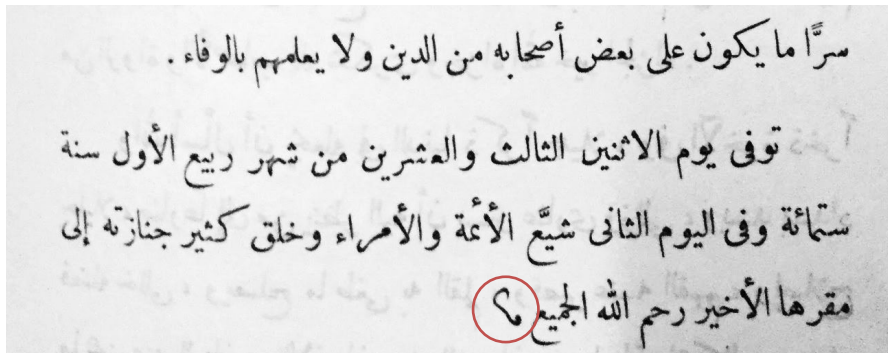 سرًّا ما يكون على بعض أصحابه من الدين ولا يعلمهم بالوفاء .
توفى يوم الاثنين الثالث والعشرين من شهر ربيع الأول سنة
ستمائة وفى اليوم الثانى شيَّع الأئمة والأمراء وخلق كثير جنازته إلى
مقرها الأخير رحم الله الجميع